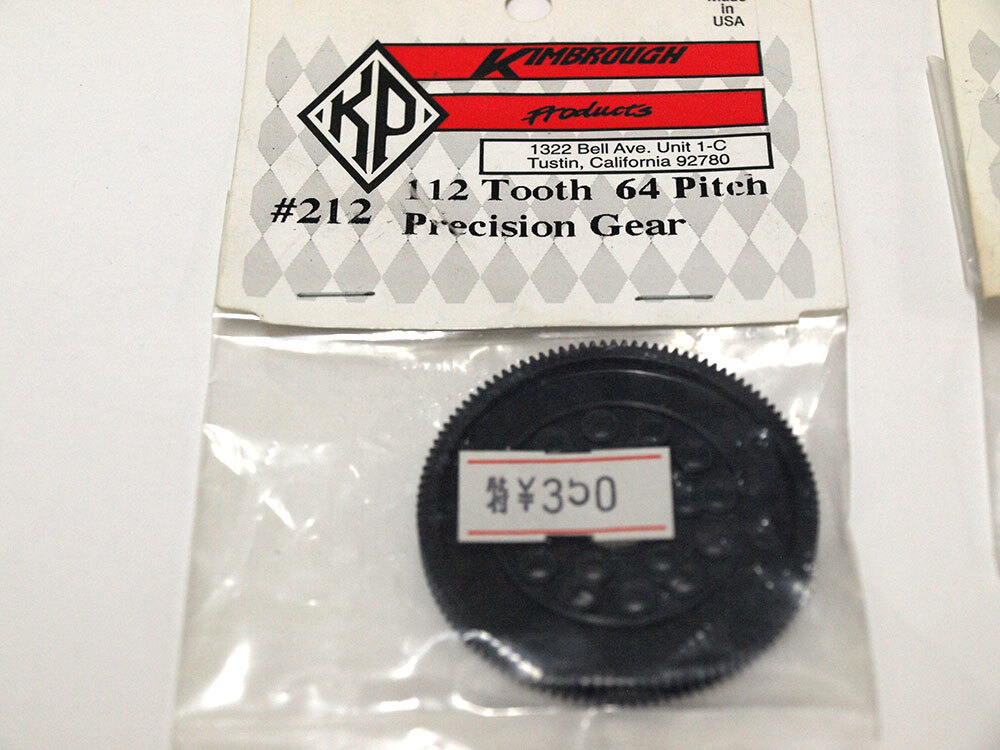 Made
in
USA
KP
KIMBROUGH
Products
1322 Bell Ave. Unit 1-C
Tustin, California 92780
#212
112 Tooth 64 Pitch
Precision Gear
¥350